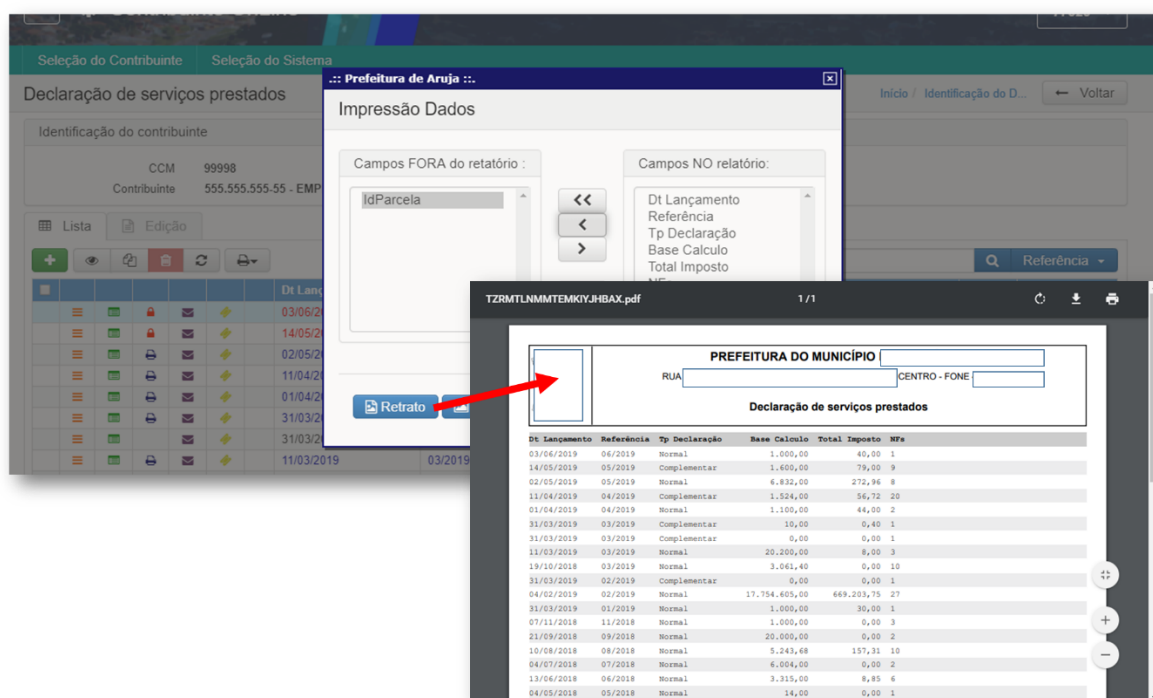 Seleção do Contribuinte Seleção do Sistema
.:: Prefeitura de Aruja ::.
Declaração de serviços prestados
Início / Identificação do D... ← Voltar
Impressão Dados
Identificação do contribuinte
CCM 99998
Contribuinte 555.555.555-55 - EMP
Campos FORA do retatório :
Campos NO relatório:
IdParcela
<<
<
>
Dt Lançamento
Referência
Tp Declaração
Base Calculo
Total Imposto
Lista Edição
Referência
Dt Lanç
03/06/2
14/05/2
02/05/2
11/04/2
01/04/2
31/03/2
31/03/2
11/03/2019 03/2019
Retrato
TZRMTLNMMTEMKIYJHBAX.pdf 1/1
PREFEITURA DO MUNICÍPIO
RUA CENTRO - FONE
Declaração de serviços prestados
Dt Lançamento Referência Tp Declaração Base Calculo Total Imposto NFs
03/06/2019 06/2019 Normal 1.000,00 40,00 1
14/05/2019 05/2019 Complementar 1.600,00 79,00 9
02/05/2019 05/2019 Normal 6.832,00 272,96 8
11/04/2019 04/2019 Complementar 1.524,00 56,72 20
01/04/2019 04/2019 Normal 1.100,00 44,00 2
31/03/2019 03/2019 Complementar 10,00 0,40 1
31/03/2019 03/2019 Complementar 0,00 0,00 1
11/03/2019 03/2019 Normal 20.200,00 8,00 3
19/10/2018 03/2019 Normal 3.061,40 0,00 10
31/03/2019 02/2019 Complementar 0,00 0,00 1
04/02/2019 02/2019 Normal 17.754.605,00 669.203,75 27
31/03/2019 01/2019 Normal 1.000,00 30,00 1
07/11/2018 11/2018 Normal 1.000,00 0,00 3
21/09/2018 09/2018 Normal 20.000,00 0,00 2
10/08/2018 08/2018 Normal 5.243,68 157,31 10
04/07/2018 07/2018 Normal 6.004,00 0,00 2
13/06/2018 06/2018 Normal 3.315,00 8,85 6
04/05/2018 05/2018 Normal 14,00 0,00 1